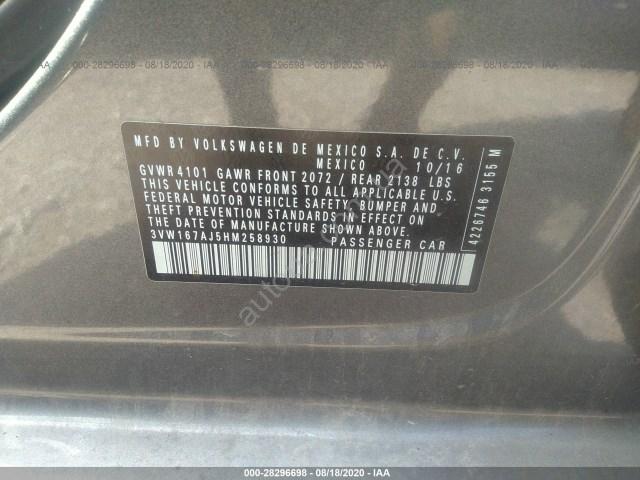 000-28296698 - 08/18/2020 - IAA
MFD BY VOLKSWAGEN DE MEXICO S.A. DE C.V.
MEXICO 10/16
GVWR 4101 GAWR FRONT 2072 / REAR 2138 LBS
THIS VEHICLE CONFORMS TO ALL APPLICABLE U.S.
FEDERAL MOTOR VEHICLE SAFETY, BUMPER AND
THEFT PREVENTION STANDARDS IN EFFECT ON
THE DATE OF MANUFACTURE SHOWN ABOVE.
3VW167AJ5HM258930 PASSENGER CAR
4226746 3155 M
000-28296698 - 08/18/2020 - IAA